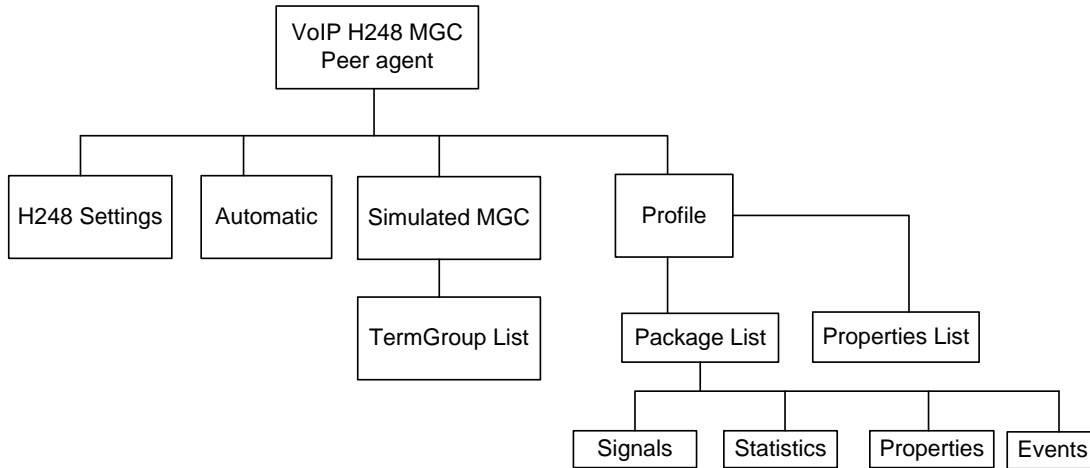 VoIP H248 MGC
Peer agent
H248 Settings
Automatic
Simulated MGC
Profile
TermGroup List
Package List
Properties List
Signals
Statistics
Properties
Events